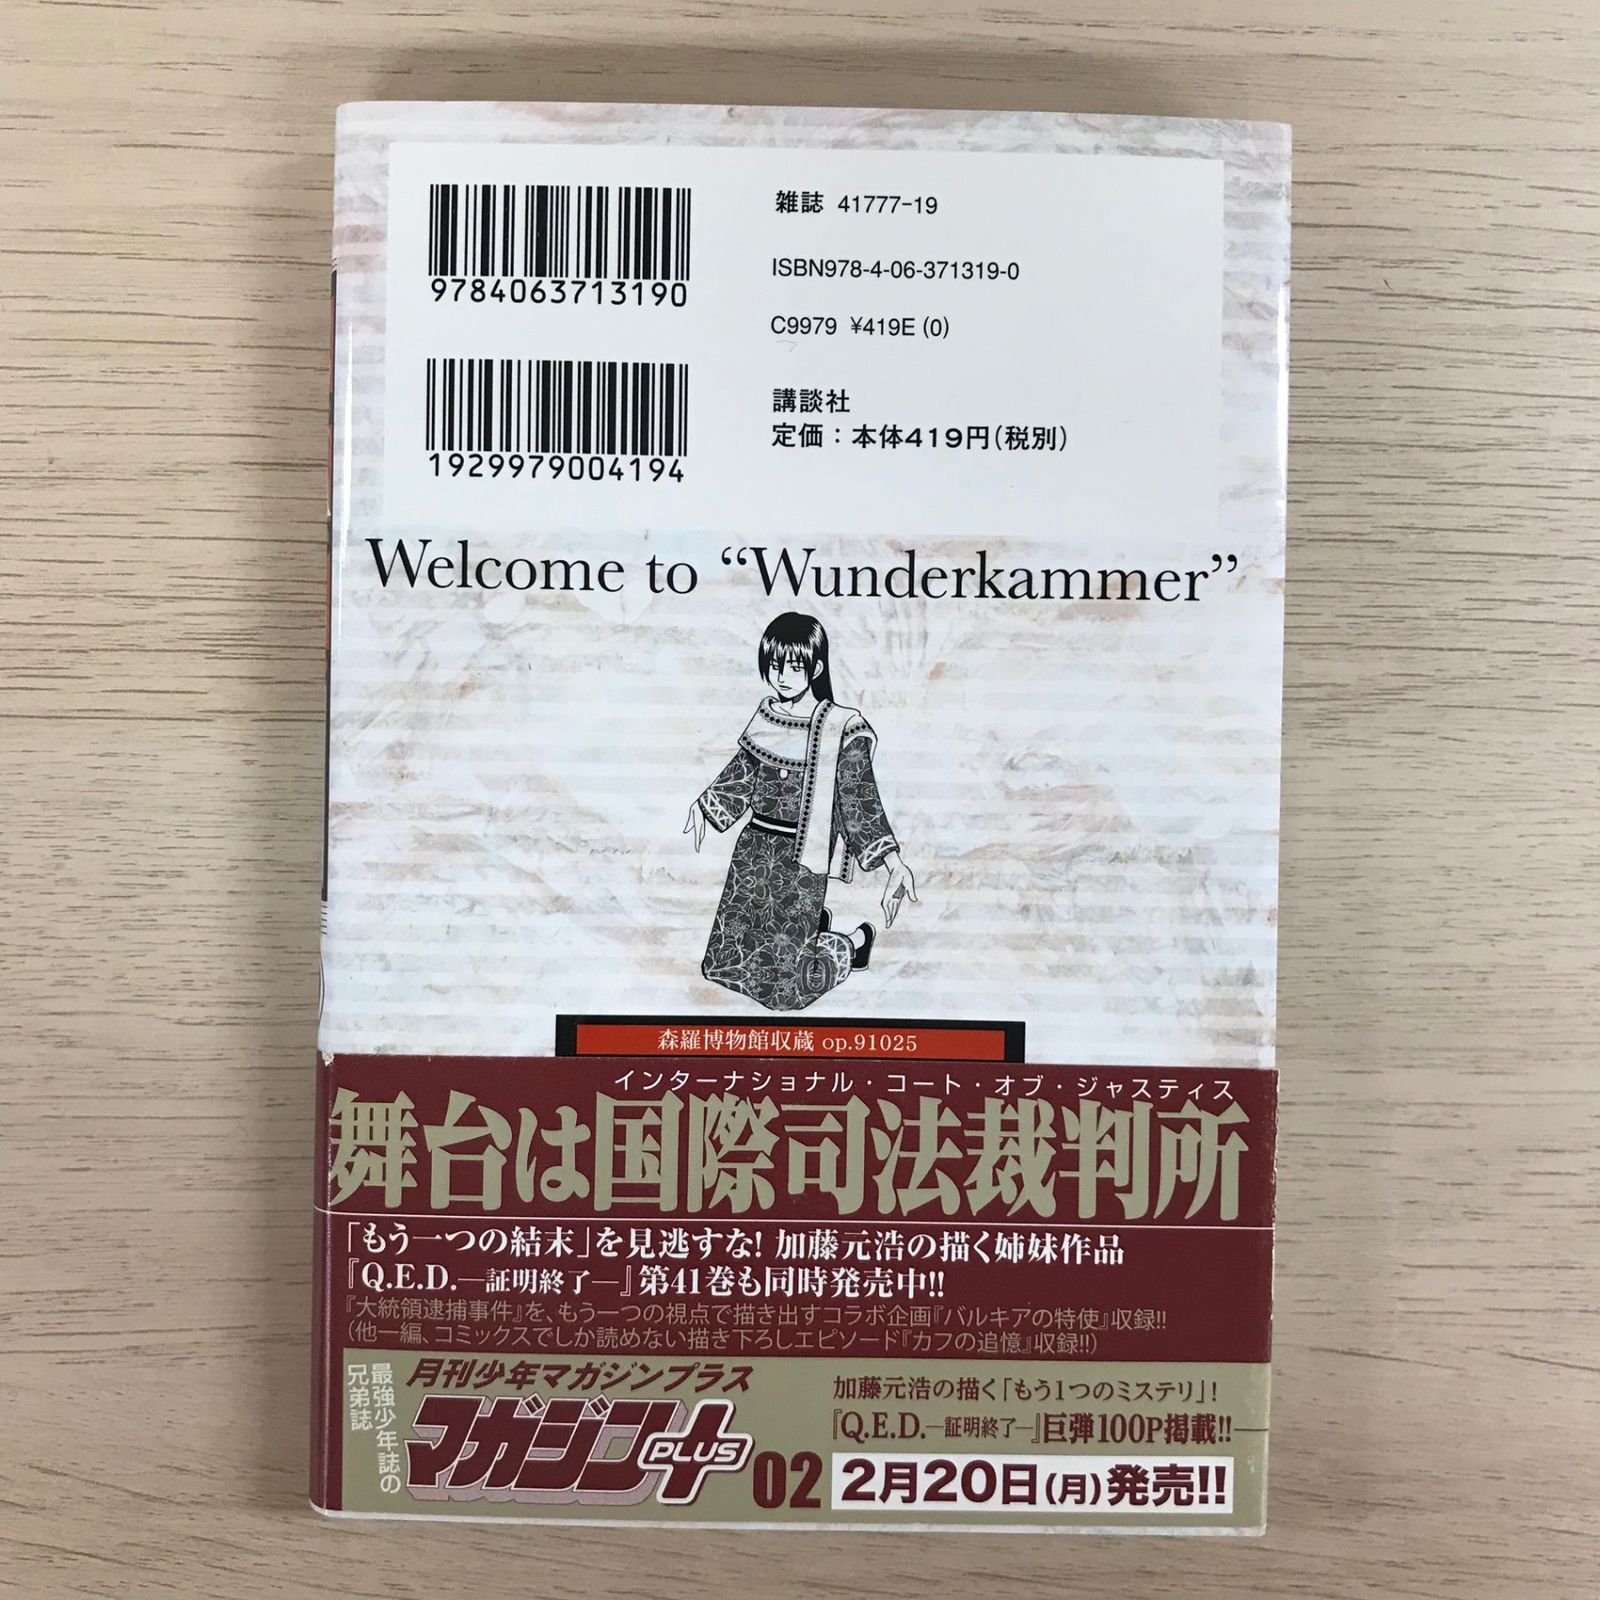 雑誌 41777-19
ISBN978-4-06-371319-0
C9979 ¥419E (0)
講談社
定価：本体419円(税別)
9784063713190
1929979004194
Welcome to “Wunderkammer”
森羅博物館収蔵 op.91025
インターナショナル・コート・オブ・ジャスティス
舞台は国際司法裁判所
「もう一つの結末」を見逃すな! 加藤元浩の描く姉妹作品
『Q.E.D.―証明終了―』第41巻も同時発売中!!
『大統領逮捕事件』を、もう一つの視点で描き出すコラボ企画『バルキアの特使』収録!!
(他一編、コミックスでしか読めない描き下ろしエピソード『カフの追憶』収録!!)
最強少年誌の
兄弟誌
月刊少年マガジンプラス
マガジン+
PLUS
02
加藤元浩の描く「もう1つのミステリ」!
『Q.E.D.―証明終了―』巨弾100P掲載!!
2月20日(月)発売!!